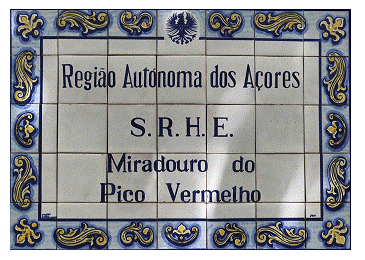 Região Autónoma dos Açores
S. R. H. E.
Miradouro do
Pico Vermelho